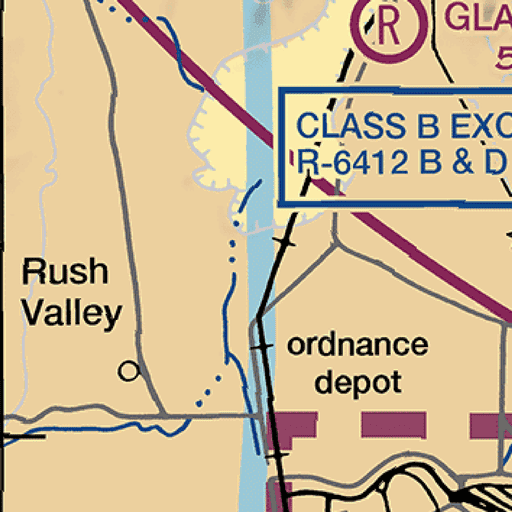 R
GLA
5
CLASS B EXC
R-6412 B & D
Rush
Valley
ordnance
depot